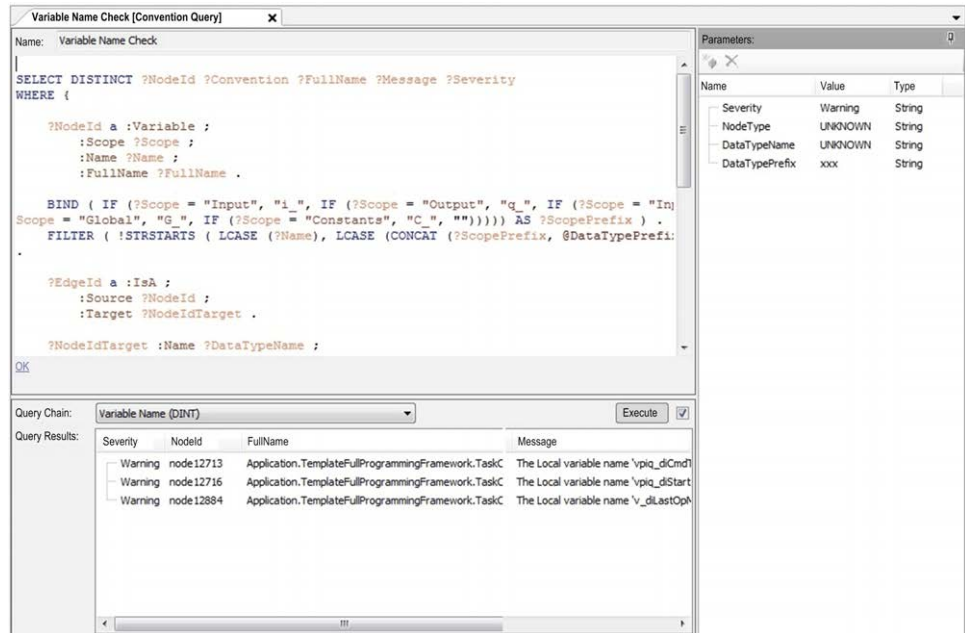 Variable Name Check [Convention Query]
Name: Variable Name Check
SELECT DISTINCT ?NodeId ?Convention ?FullName ?Message ?Severity
WHERE {
?NodeId a :Variable ;
:Scope ?Scope ;
:Name ?Name ;
:FullName ?FullName .
BIND ( IF (?Scope = "Input", "i_", IF (?Scope = "Output", "q_", IF (?Scope =
Scope = "Global", "G_", IF (?Scope = "Constants", "C_", ""))))) AS ?ScopePrefix ) .
FILTER ( !STRSTARTS ( LCASE (?Name), LCASE (CONCAT (?ScopePrefix,
.
?EdgeId a :IsA ;
:Source ?NodeId ;
:Target ?NodeIdTarget .
?NodeIdTarget :Name ?DataTypeName ;
OK
Query Chain: Variable Name (DINT) Execute
Query Results:
Severity NodeId FullName Message
Warning node12713 Application.TemplateFullProgrammingFramework.TaskC The Local variable name
Warning node12716 Application.TemplateFullProgrammingFramework.TaskC The Local variable name 'vpiq_diStart
Warning node12884 Application.TemplateFullProgrammingFramework.TaskC The Local variable name
Parameters:
Name Value Type
Severity Warning String
NodeType UNKNOWN String
DataTypeName UNKNOWN String
DataTypePrefix xxx String